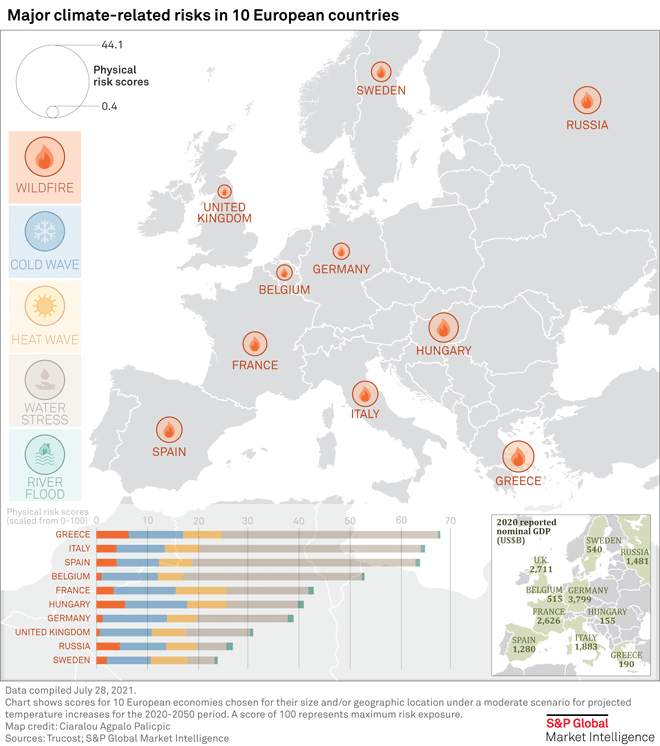 Major climate-related risks in 10 European countries
44.1
Physical
risk scores
0.4
SWEDEN
RUSSIA
WILDFIRE
UNITED
KINGDOM
COLD WAVE
GERMANY
BELGIUM
HEAT WAVE
FRANCE
HUNGARY
WATER
STRESS
ITALY
SPAIN
RIVER
FLOOD
GREECE
Physical risk scores
(scaled from 0-100)
0 10 20 30 40 50 60 70
GREECE
ITALY
SPAIN
BELGIUM
FRANCE
HUNGARY
GERMANY
UNITED KINGDOM
RUSSIA
SWEDEN
2020 reported
nominal GDP
(US$B)
SWEDEN
540
RUSSIA
1,481
U.K.
2,711
BELGIUM
515
GERMANY
3,799
FRANCE
2,626
HUNGARY
155
SPAIN
1,280
ITALY
1,883
GREECE
190
Data compiled July 28, 2021.
Chart shows scores for 10 European economies chosen for their size and/or geographic location under a moderate scenario for projected
temperature increases for the 2020-2050 period. A score of 100 represents maximum risk exposure.
Map credit: Ciaralou Agpalo Palicpic
Sources: Trucost; S&P Global Market Intelligence
S&P Global
Market Intelligence